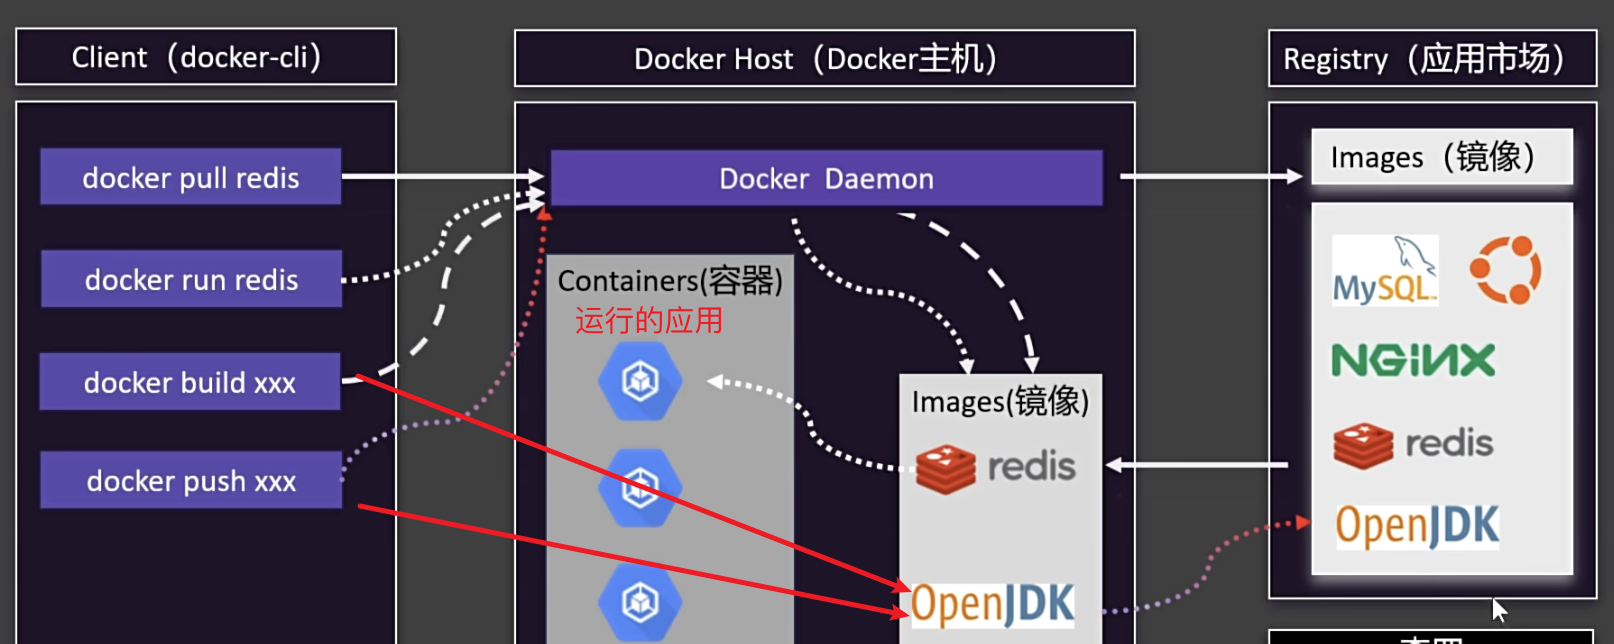 Client（docker-cli）
docker pull redis
docker run redis
docker build xxx
docker push xxx
Docker Host（Docker主机）
Docker Daemon
Containers(容器)
运行的应用
Images(镜像)
redis
OpenJDK
Registry（应用市场）
Images（镜像）
MySQL
NGINX
redis
OpenJDK